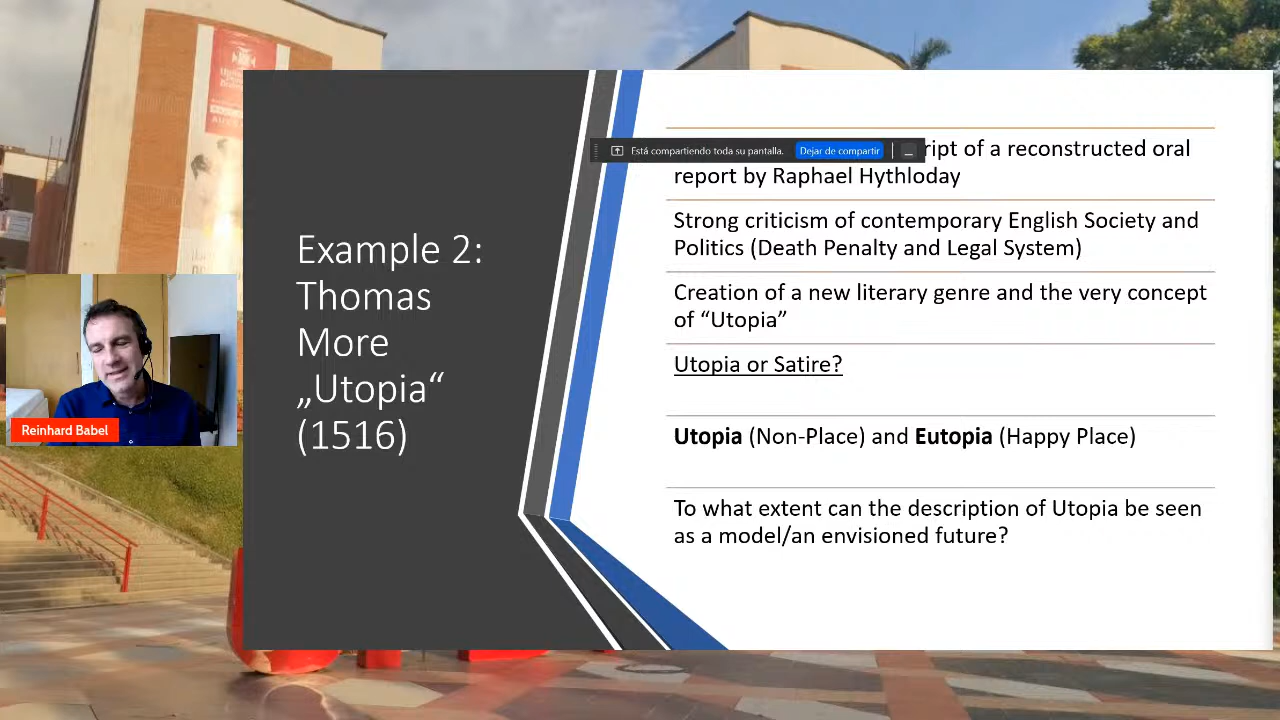 Example 2:
Thomas
More
„Utopia“
(1516)
Está compartiendo toda su pantalla. Dejar de compartir
ript of a reconstructed oral
report by Raphael Hythloday
Strong criticism of contemporary English Society and
Politics (Death Penalty and Legal System)
Creation of a new literary genre and the very concept
of “Utopia”
Utopia or Satire?
Utopia (Non-Place) and Eutopia (Happy Place)
To what extent can the description of Utopia be seen
as a model/an envisioned future?
Reinhard Babel